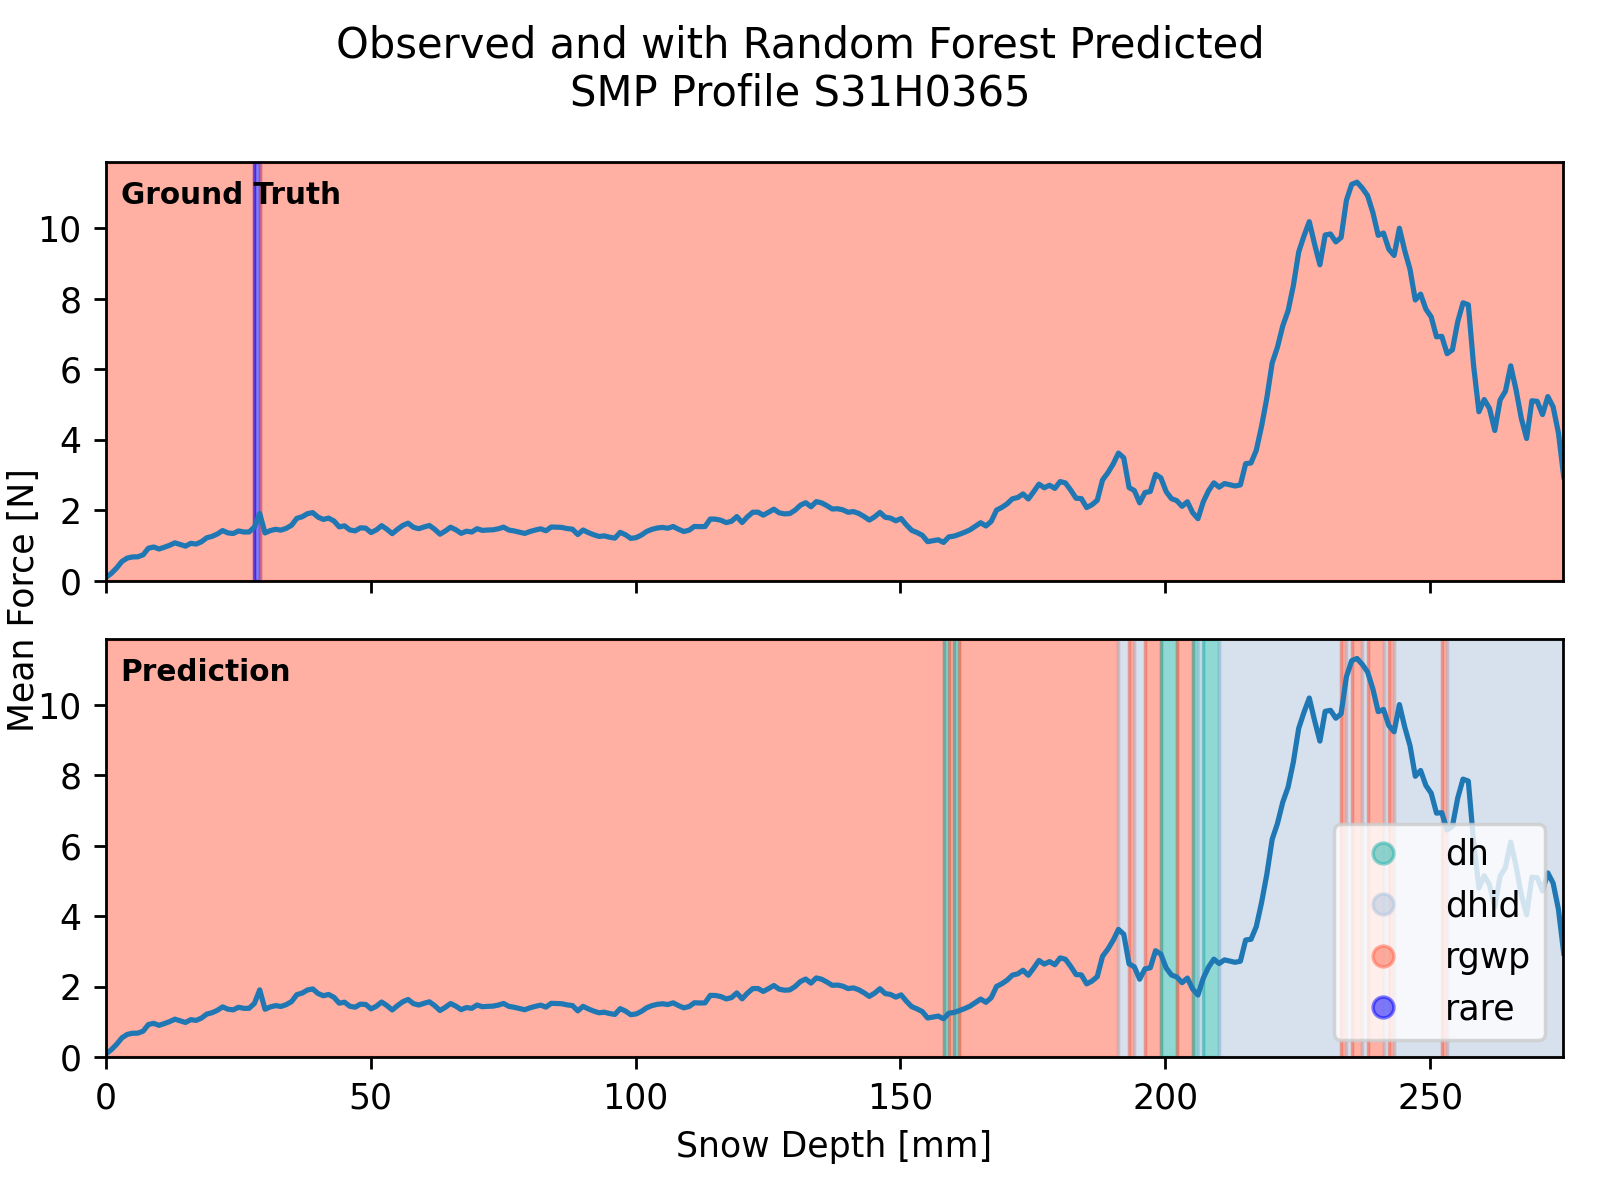 Observed and with Random Forest Predicted
SMP Profile S31H0365
Ground Truth
10
8
6
4
2
0
Mean Force [N]
Prediction
10
8
6
4
2
0
dh
dhid
rgwp
rare
0 50 100 150 200 250
Snow Depth [mm]